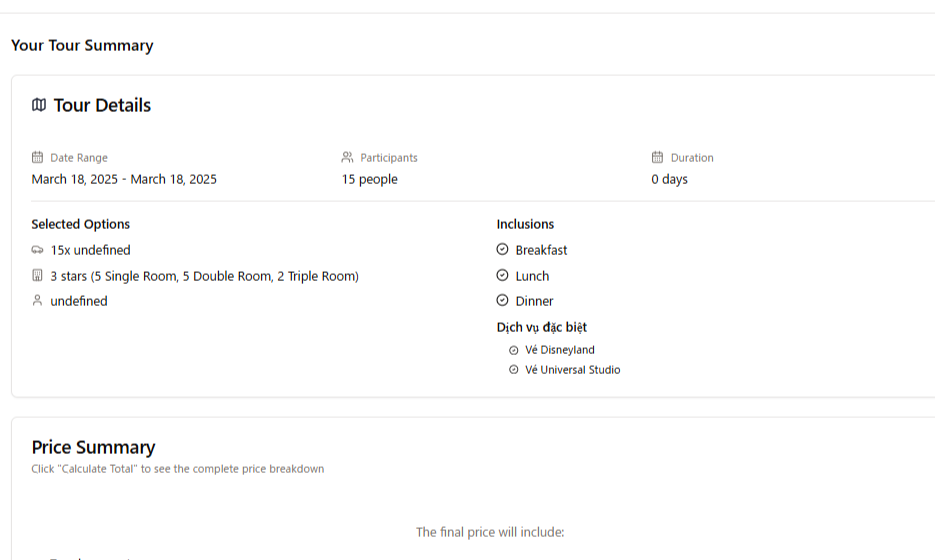 Your Tour Summary
Tour Details
Date Range
March 18, 2025 - March 18, 2025
Participants
15 people
Duration
0 days
Selected Options
15x undefined
3 stars (5 Single Room, 5 Double Room, 2 Triple Room)
undefined
Inclusions
Breakfast
Lunch
Dinner
Dịch vụ đặc biệt
Vé Disneyland
Vé Universal Studio
Price Summary
Click "Calculate Total" to see the complete price breakdown
The final price will include: